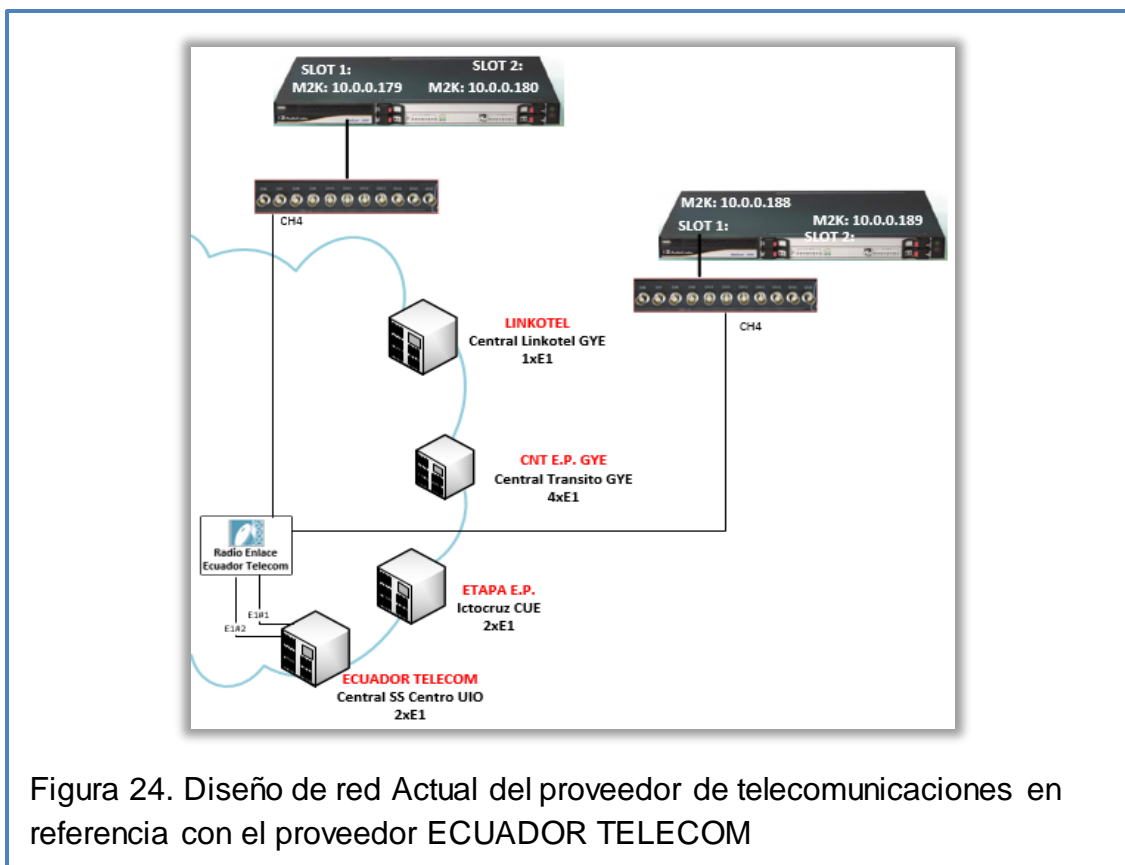 SLOT 1:
SLOT 2:
M2K: 10.0.0.179
M2K: 10.0.0.180
CH4
M2K: 10.0.0.188
SLOT 1:
M2K: 10.0.0.189
SLOT 2:
CH4
LINKOTEL
Central Linkotel GYE
1xE1
CNT E.P. GYE
Central Transito GYE
4xE1
Radio Enlace
Ecuador Telecom
ETAPA E.P.
Ictocruz CUE
2xE1
E1#1
E1#2
ECUADOR TELECOM
Central SS Centro UIO
2xE1
Figura 24. Diseño de red Actual del proveedor de telecomunicaciones en
referencia con el proveedor ECUADOR TELECOM